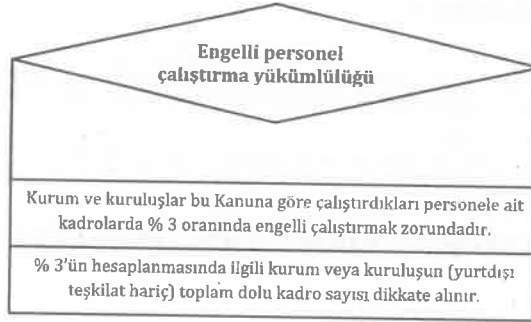 Engelli personel
çalıştırma yükümlülüğü
Kurum ve kuruluşlar bu Kanuna göre çalıştırdıkları personele ait
kadrolarda % 3 oranında engelli çalıştırmak zorundadır.
% 3'ün hesaplanmasında ilgili kurum veya kuruluşun (yurtdışı
teşkilat hariç) toplam dolu kadro sayısı dikkate alınır.